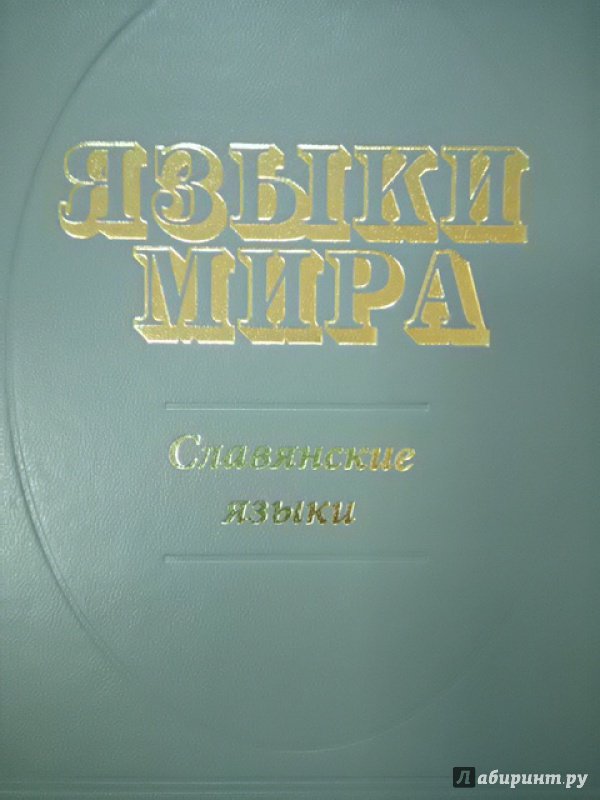 ЯЗЫКИ
МИРА
Славянские
языки
Лабиринт.ру